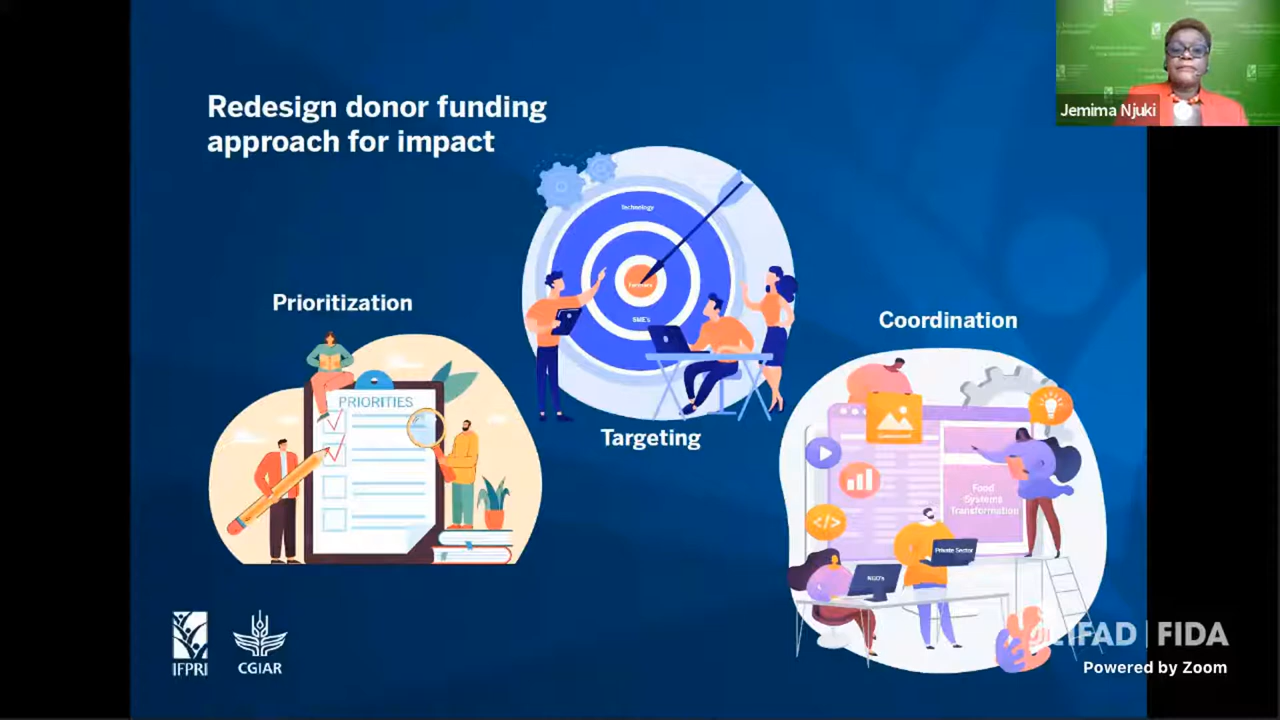 Redesign donor funding
approach for impact
Jemima Njuki
Technology
SME's
Prioritization
PRIORITIES
Targeting
Coordination
Food
Systems
Transformation
Private Sector
NGO's
IFPRI
CGIAR
IFAD | FIDA
Powered by Zoom